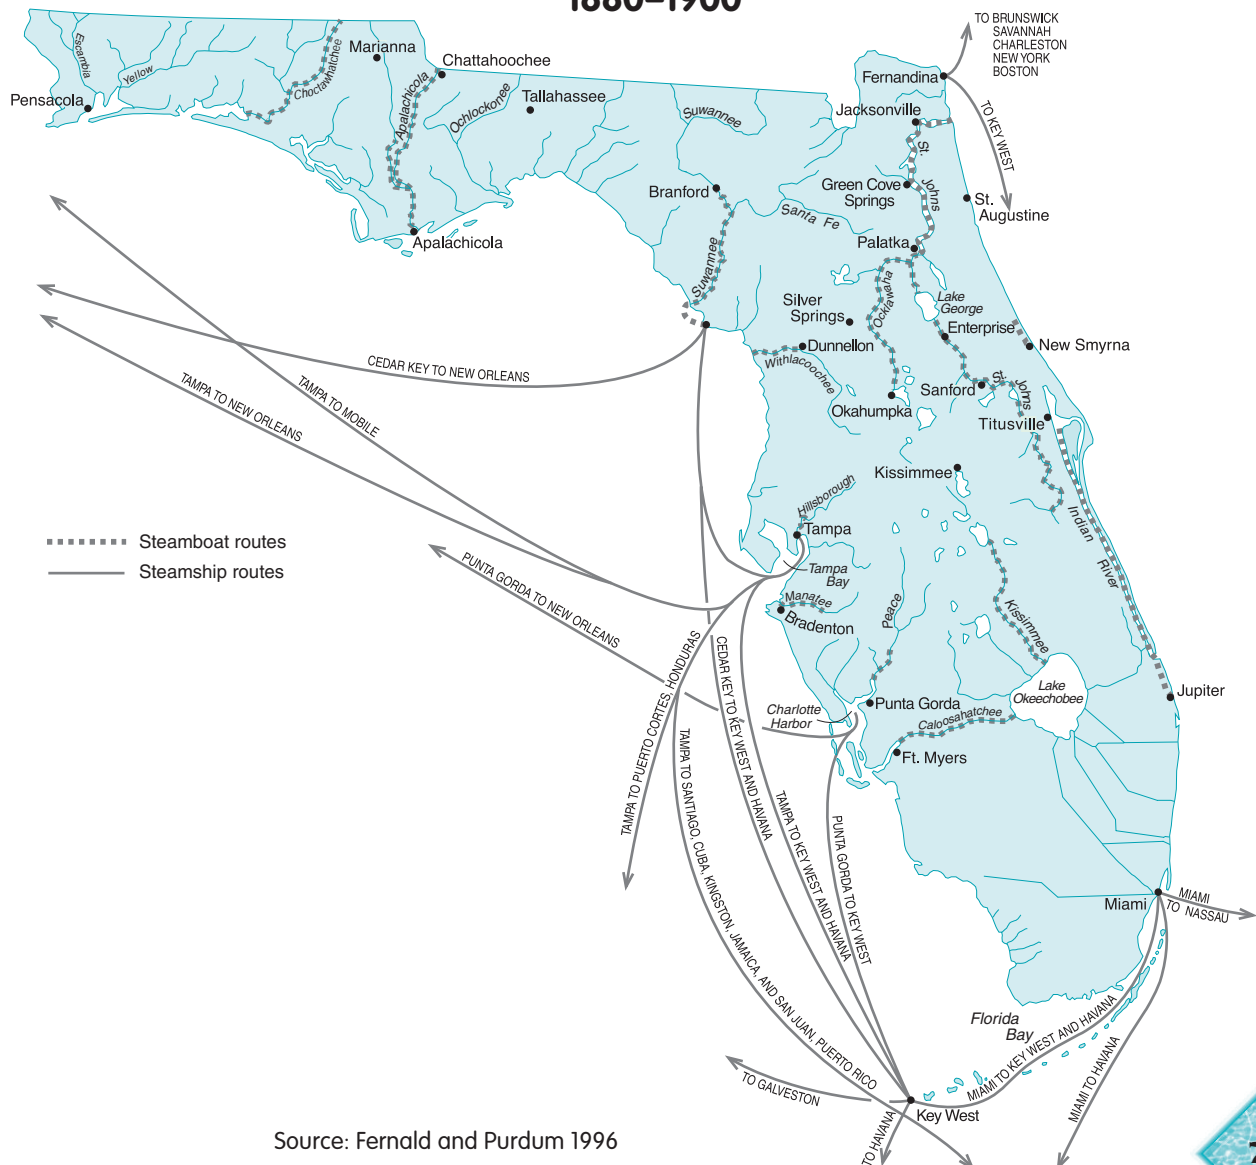 1880–1900
TO BRUNSWICK
SAVANNAH
CHARLESTON
NEW YORK
BOSTON
TO KEY WEST
Escambia
Yellow
Choctawhatchee
Marianna
Chattahoochee
Pensacola
Apalachicola
Ochlockonee
Tallahassee
Suwannee
Fernandina
Jacksonville
St.
Johns
Green Cove
Springs
St.
Augustine
Branford
Santa Fe
Apalachicola
Suwannee
Palatka
Silver
Springs
Ocklawaha
Lake
George
Enterprise
New Smyrna
Dunnellon
Withlacoochee
Okahumpka
Sanford
St.
Johns
Titusville
CEDAR KEY TO NEW ORLEANS
TAMPA TO MOBILE
TAMPA TO NEW ORLEANS
Kissimmee
Hillsborough
Tampa
Indian
River
Steamboat routes
Steamship routes
PUNTA GORDA TO NEW ORLEANS
Tampa
Bay
Manatee
Bradenton
Peace
Kissimmee
Lake
Okeechobee
Jupiter
Charlotte
Harbor
Punta Gorda
Caloosahatchee
Ft. Myers
TAMPA TO PUERTO CORTES, HONDURAS
CEDAR KEY TO KEY WEST AND HAVANA
TAMPA TO SANTIAGO, CUBA, KINGSTON, JAMAICA, AND SAN JUAN, PUERTO RICO
TAMPA TO KEY WEST AND HAVANA
PUNTA GORDA TO KEY WEST
Miami
MIAMI
TO NASSAU
Florida
Bay
MIAMI TO KEY WEST AND HAVANA
MIAMI TO HAVANA
TO GALVESTON
Key West
TO HAVANA
Source: Fernald and Purdum 1996